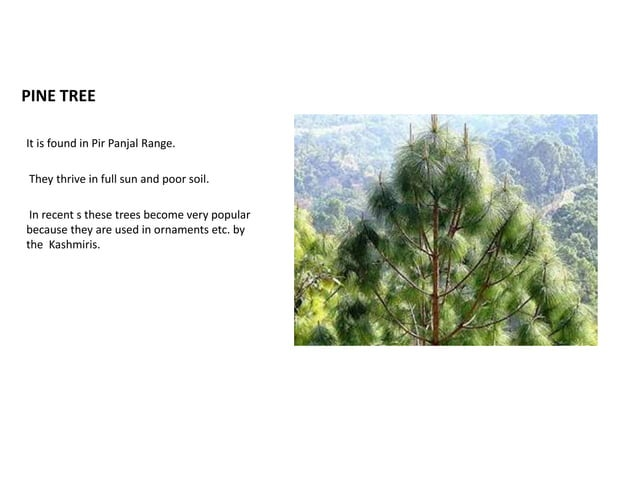 PINE TREE
It is found in Pir Panjal Range.
They thrive in full sun and poor soil.
In recent s these trees become very popular
because they are used in ornaments etc. by
the Kashmiris.